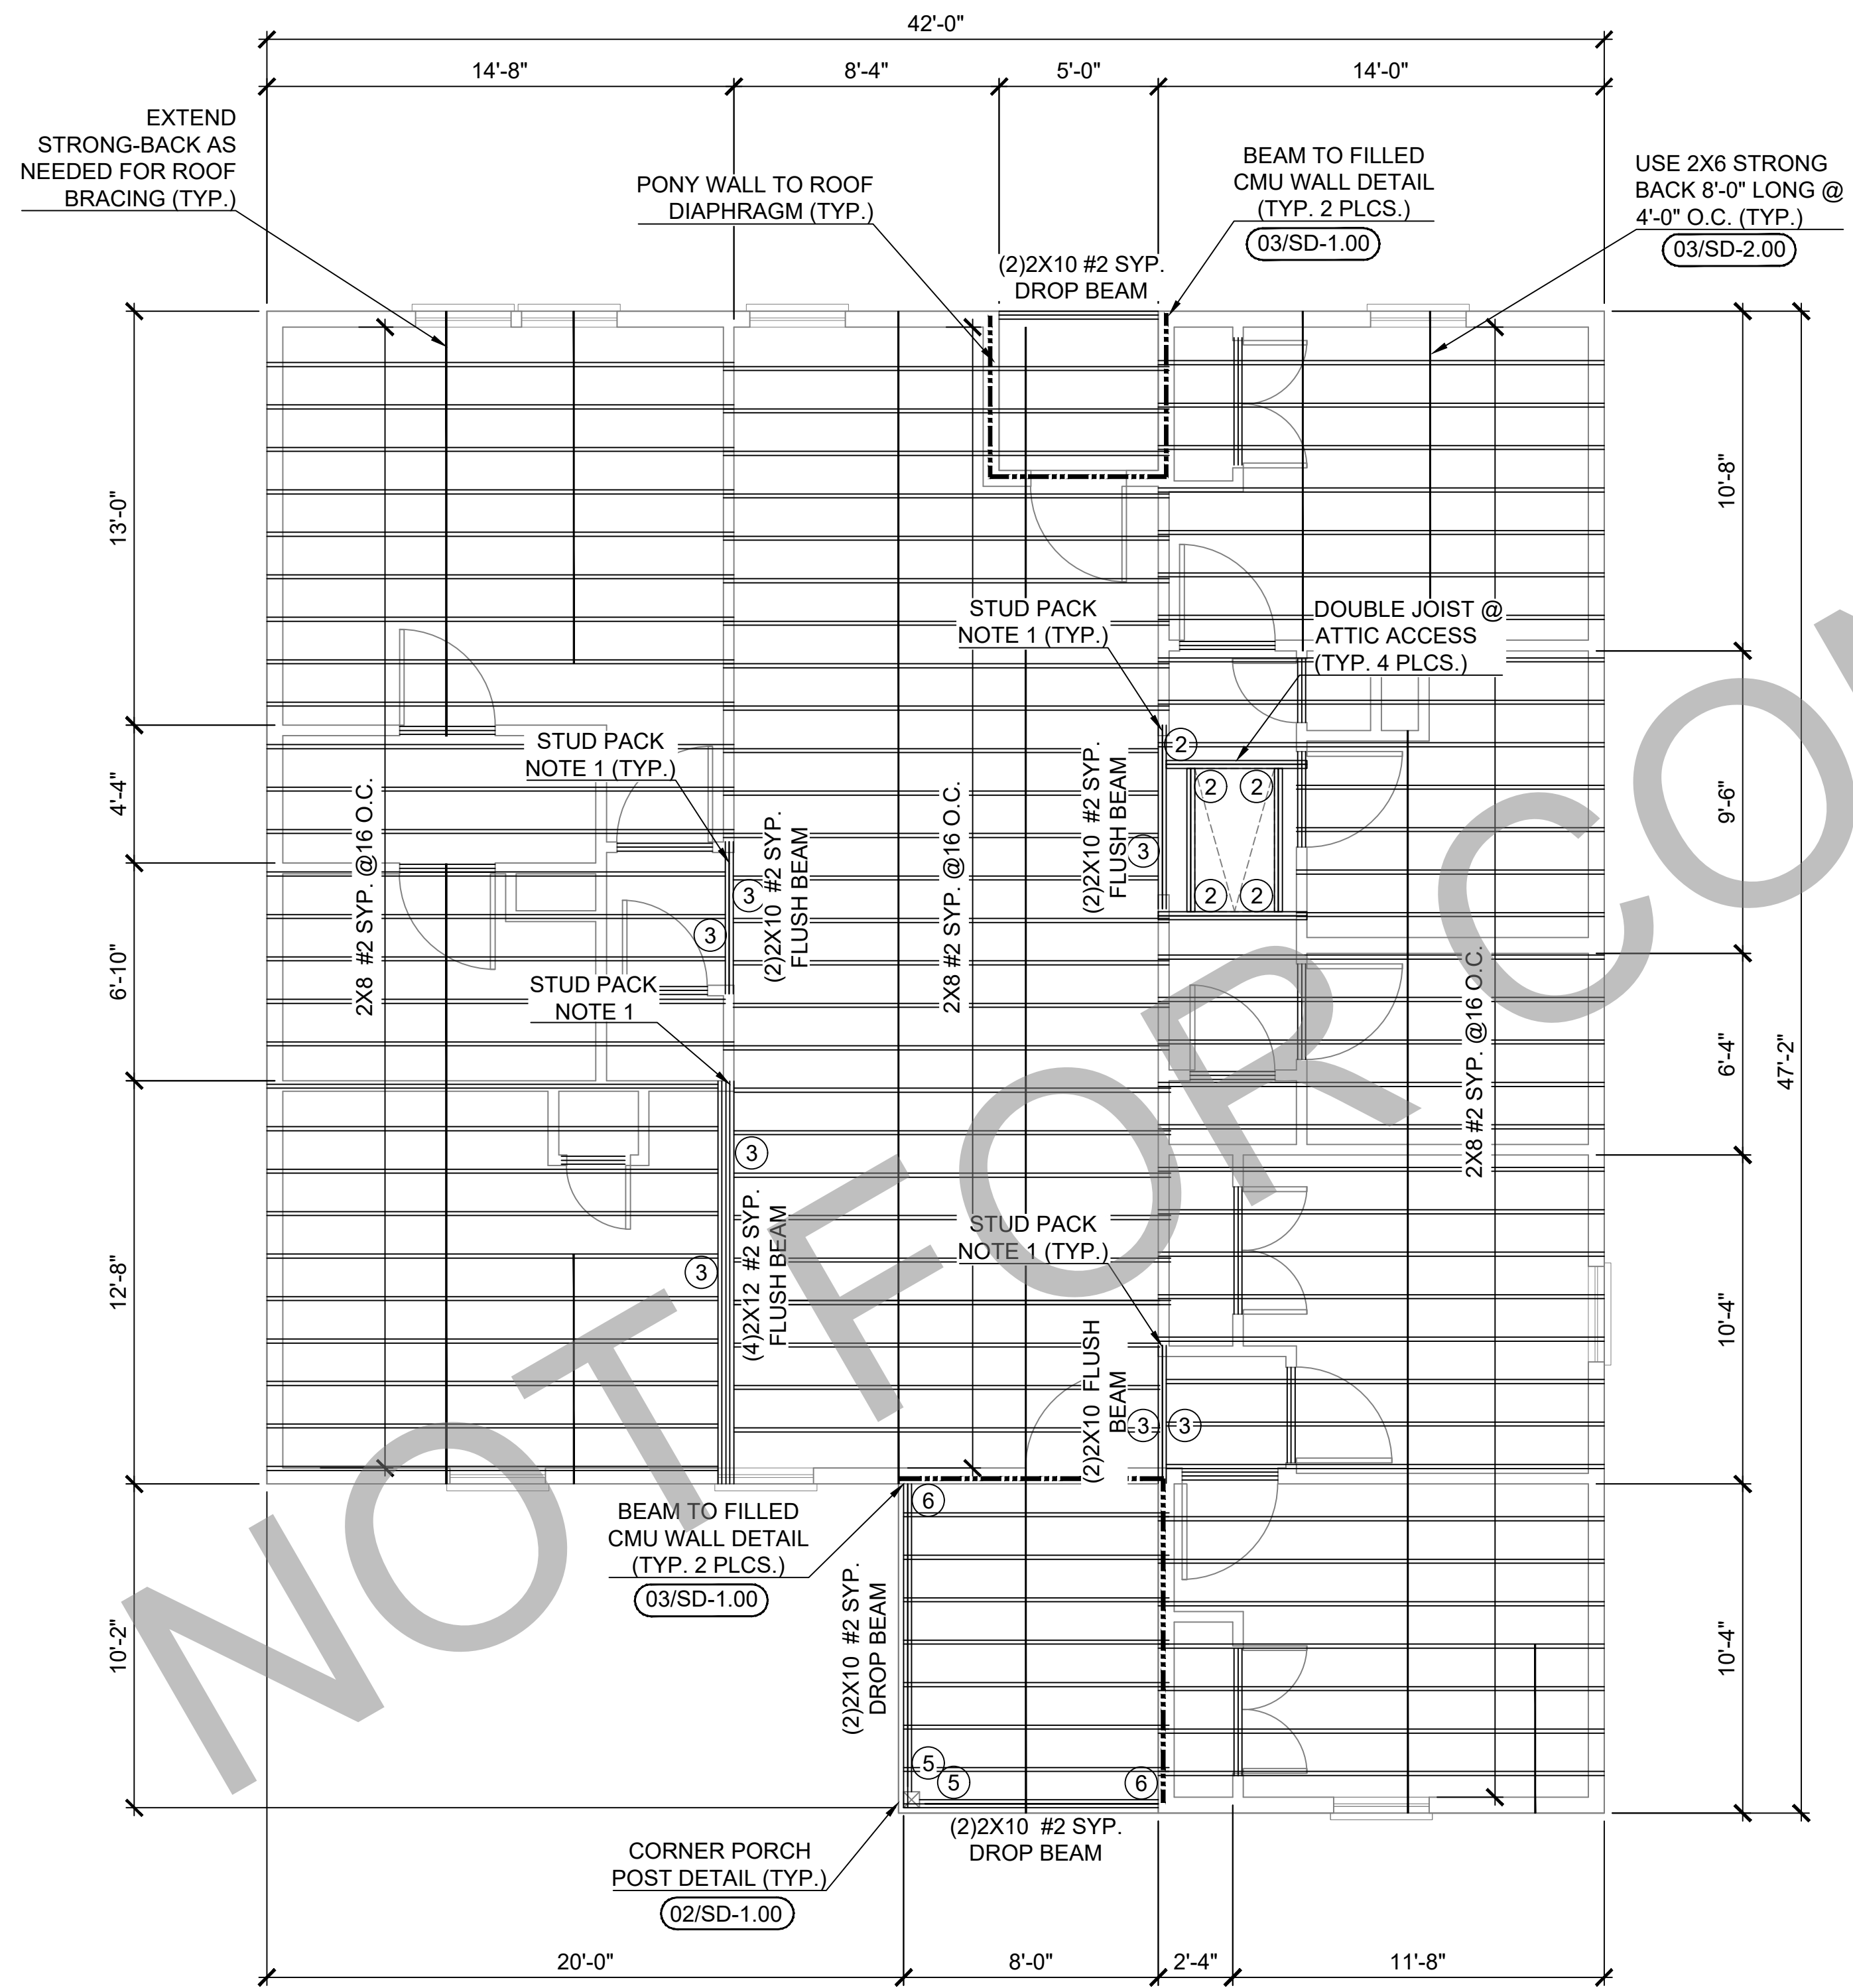 42'-0"
14'-8"
8'-4"
5'-0"
14'-0"
EXTEND
STRONG-BACK AS
NEEDED FOR ROOF
BRACING (TYP.)
PONY WALL TO ROOF
DIAPHRAGM (TYP.)
BEAM TO FILLED
CMU WALL DETAIL
(TYP. 2 PLCS.)
03/SD-1.00
USE 2X6 STRONG
BACK 8'-0" LONG @
4'-0" O.C. (TYP.)
03/SD-2.00
(2)2X10 #2 SYP.
DROP BEAM
13'-0"
10'-8"
STUD PACK
NOTE 1 (TYP.)
DOUBLE JOIST @
ATTIC ACCESS
(TYP. 4 PLCS.)
STUD PACK
NOTE 1 (TYP.)
2
2
2
2
2
3
4'-4"
2X8 #2 SYP. @16 O.C.
(2)2X10 #2 SYP.
FLUSH BEAM
2X8 #2 SYP. @16 O.C.
(2)2X10 #2 SYP.
FLUSH BEAM
9'-6"
3
3
6'-10"
STUD PACK
NOTE 1
2X8 #2 SYP. @16 O.C.
6'-4"
47'-2"
3
3
12'-8"
(4)2X12 #2 SYP.
FLUSH BEAM
STUD PACK
NOTE 1 (TYP.)
(2)2X10 FLUSH
BEAM
3
3
10'-4"
BEAM TO FILLED
CMU WALL DETAIL
(TYP. 2 PLCS.)
03/SD-1.00
6
(2)2X10 #2 SYP.
DROP BEAM
5
5
6
10'-2"
10'-4"
(2)2X10 #2 SYP.
DROP BEAM
CORNER PORCH
POST DETAIL (TYP.)
02/SD-1.00
20'-0"
8'-0"
2'-4"
11'-8"
NOT FOR CO